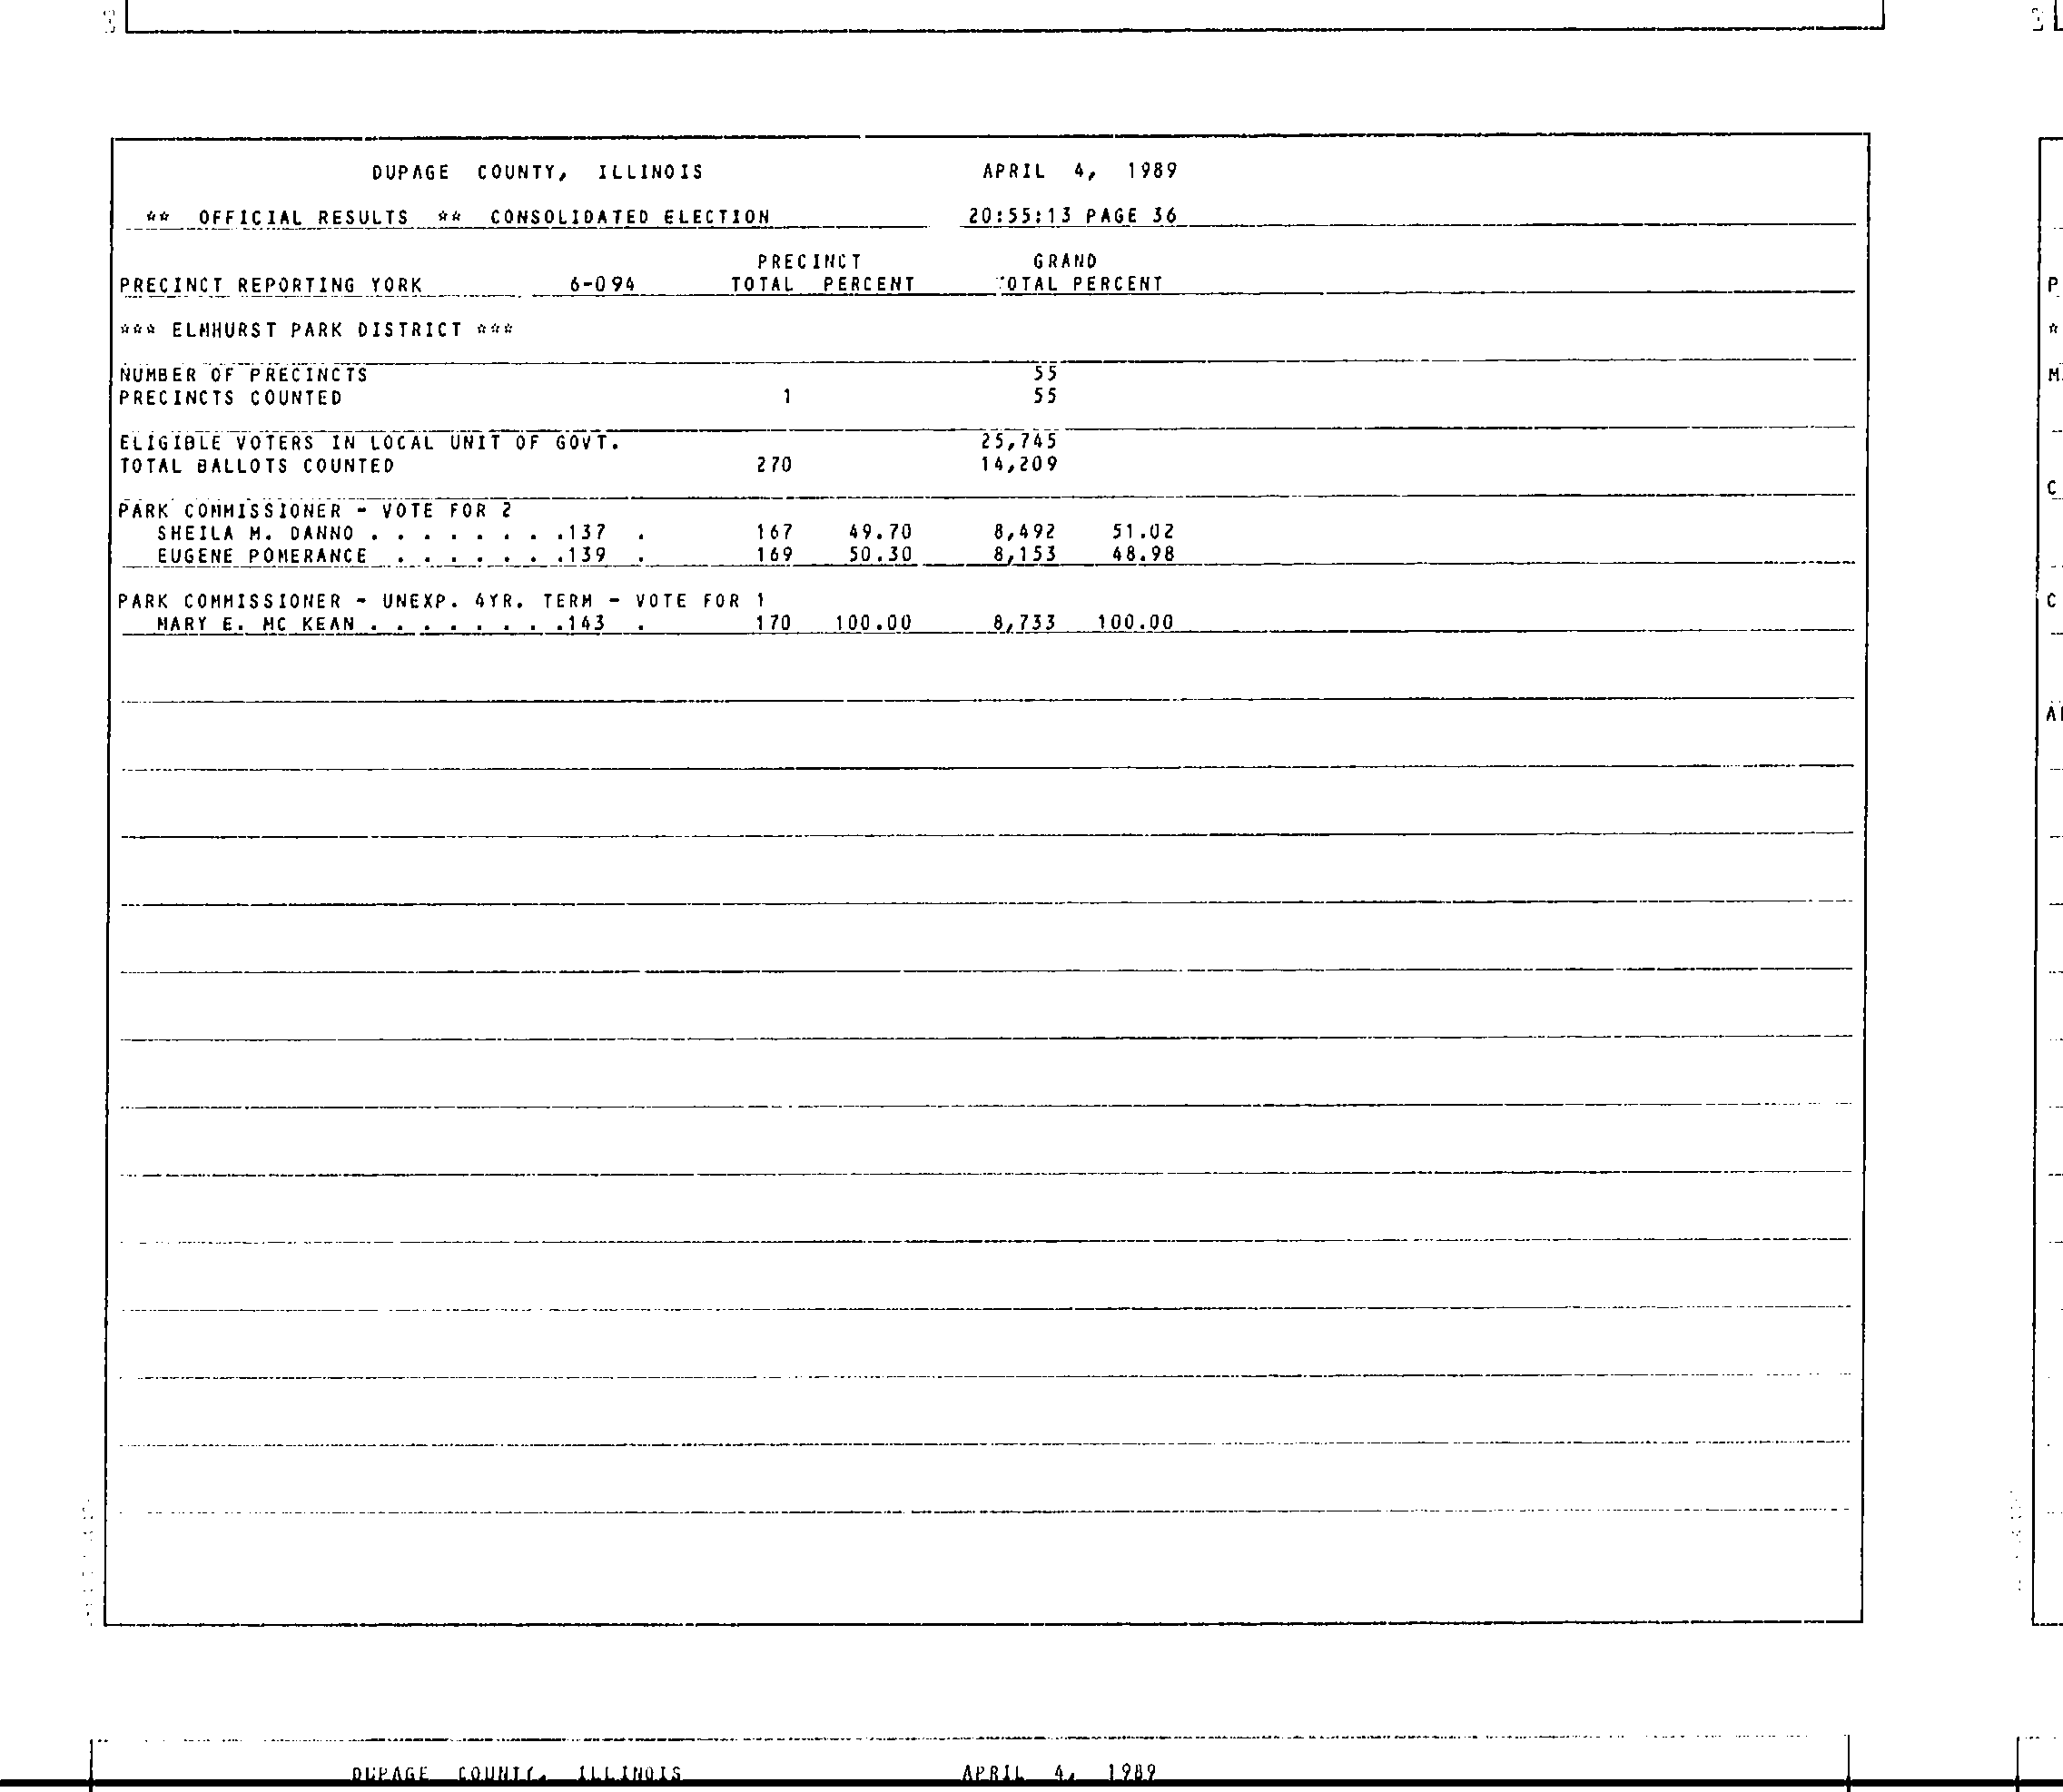 DUPAGE COUNTY, ILLINOIS APRIL 4, 1989
** OFFICIAL RESULTS ** CONSOLIDATED ELECTION 20:55:13 PAGE 36
PRECINCT GRAND
PRECINCT REPORTING YORK 6-094 TOTAL PERCENT TOTAL PERCENT
*** ELMHURST PARK DISTRICT ***
NUMBER OF PRECINCTS 55
PRECINCTS COUNTED 1 55
ELIGIBLE VOTERS IN LOCAL UNIT OF GOVT. 25,745
TOTAL BALLOTS COUNTED 270 14,209
PARK COMMISSIONER - VOTE FOR 2
SHEILA M. DANNO . . . . . . . .137 . 167 49.70 8,492 51.02
EUGENE POMERANCE . . . . . . .139 . 169 50.30 8,153 48.98
PARK COMMISSIONER - UNEXP. 4YR. TERM - VOTE FOR 1
MARY E. MC KEAN . . . . . . . .143 . 170 100.00 8,733 100.00
DUPAGE COUNTY, ILLINOIS APRIL 4, 1989